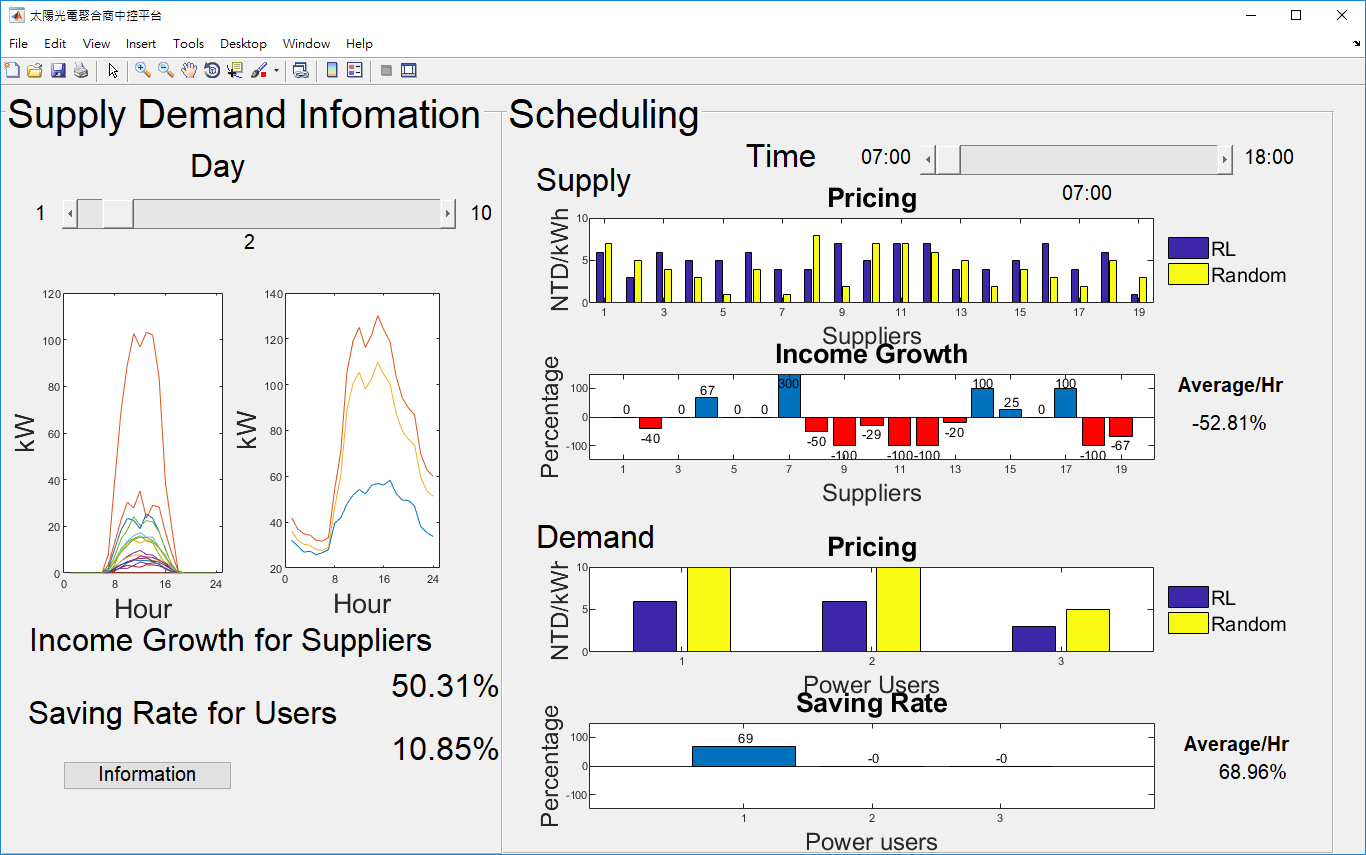 太陽光電聚合商中控平台
File Edit View Insert Tools Desktop Window Help
Supply Demand Infomation
Day
1 10
2
120
100
80
60
40
20
0
0 8 16 24
kW
Hour
140
120
100
80
60
40
20
0 8 16 24
kW
Hour
Income Growth for Suppliers
50.31%
Saving Rate for Users
10.85%
Information
Scheduling
Time 07:00 18:00
07:00
Supply
Pricing
NTD/kWh
10
5
0
1 3 5 7 9 11 13 15 17 19
Suppliers
RL
Random
Income Growth
Percentage
100
0
-100
0 -40 0 67 0 0 300 -50 -100 -29 -100 -100 -20 100 25 0 100 -100 -67
1 3 5 7 9 11 13 15 17 19
Suppliers
Average/Hr
-52.81%
Demand
Pricing
NTD/kWh
10
5
0
1 2 3
Power Users
RL
Random
Saving Rate
Percentage
100
0
-100
69 -0 -0
1 2 3
Power users
Average/Hr
68.96%